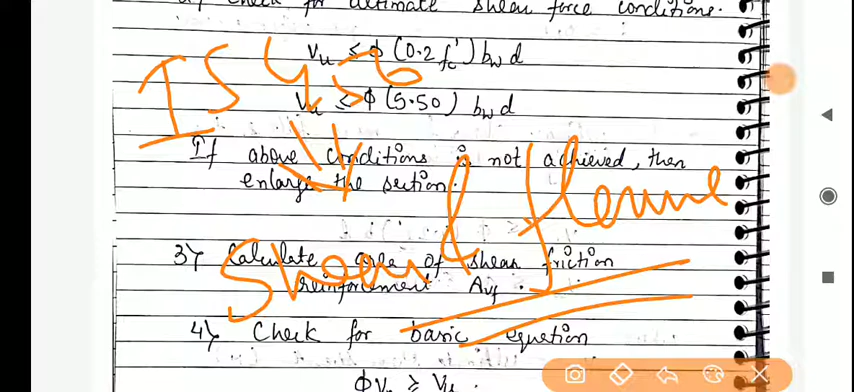 Check for ultimate shear force conditions.
Vu ≤ φ (0.2 fc') bw d
Vu ≤ φ (5.50) bw d
IS
If above conditions is not achieved, then
enlarge the section.
Shear & flexure
3) Calculate area of shear friction
reinforcement Avf.
4) Check for basic equation
φVn ≥ Vu.